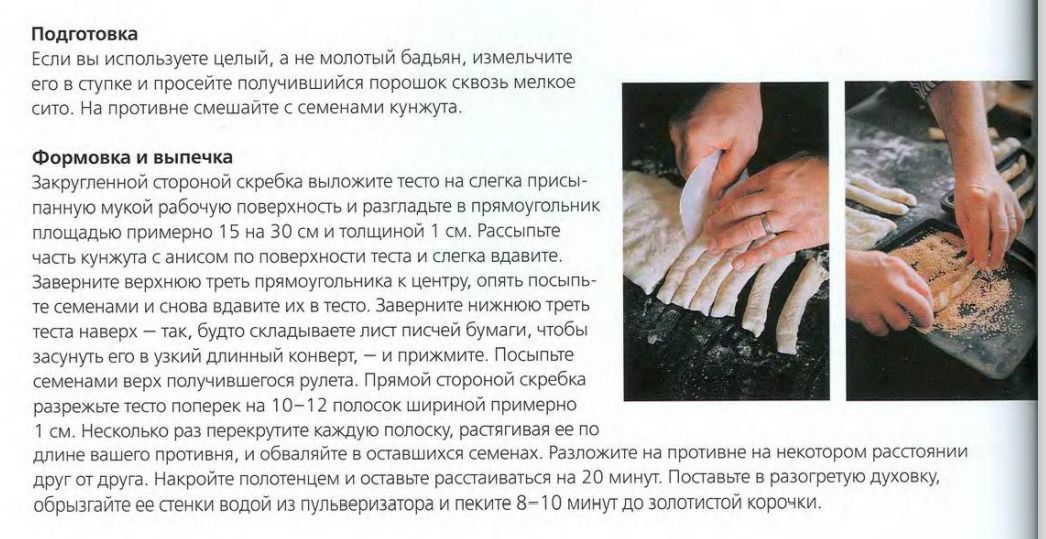 Подготовка
Если вы используете целый, а не молотый бадьян, измельчите
его в ступке и просейте получившийся порошок сквозь мелкое
сито. На противне смешайте с семенами кунжута.
Формовка и выпечка
Закругленной стороной скребка выложите тесто на слегка присы-
панную мукой рабочую поверхность и разгладьте в прямоугольник
площадью примерно 15 на 30 см и толщиной 1 см. Рассыпьте
часть кунжута с анисом по поверхности теста и слегка вдавите.
Заверните верхнюю треть прямоугольника к центру, опять посыпь-
те семенами и снова вдавите их в тесто. Заверните нижнюю треть
теста наверх — так, будто складываете лист писчей бумаги, чтобы
засунуть его в узкий длинный конверт, — и прижмите. Посыпьте
семенами верх получившегося рулета. Прямой стороной скребка
разрежьте тесто поперек на 10–12 полосок шириной примерно
1 см. Несколько раз перекрутите каждую полоску, растягивая ее по
длине вашего противня, и обваляйте в оставшихся семенах. Разложите на противне на некотором расстоянии
друг от друга. Накройте полотенцем и оставьте расстаиваться на 20 минут. Поставьте в разогретую духовку,
обрызгайте ее стенки водой из пульверизатора и пеките 8–10 минут до золотистой корочки.